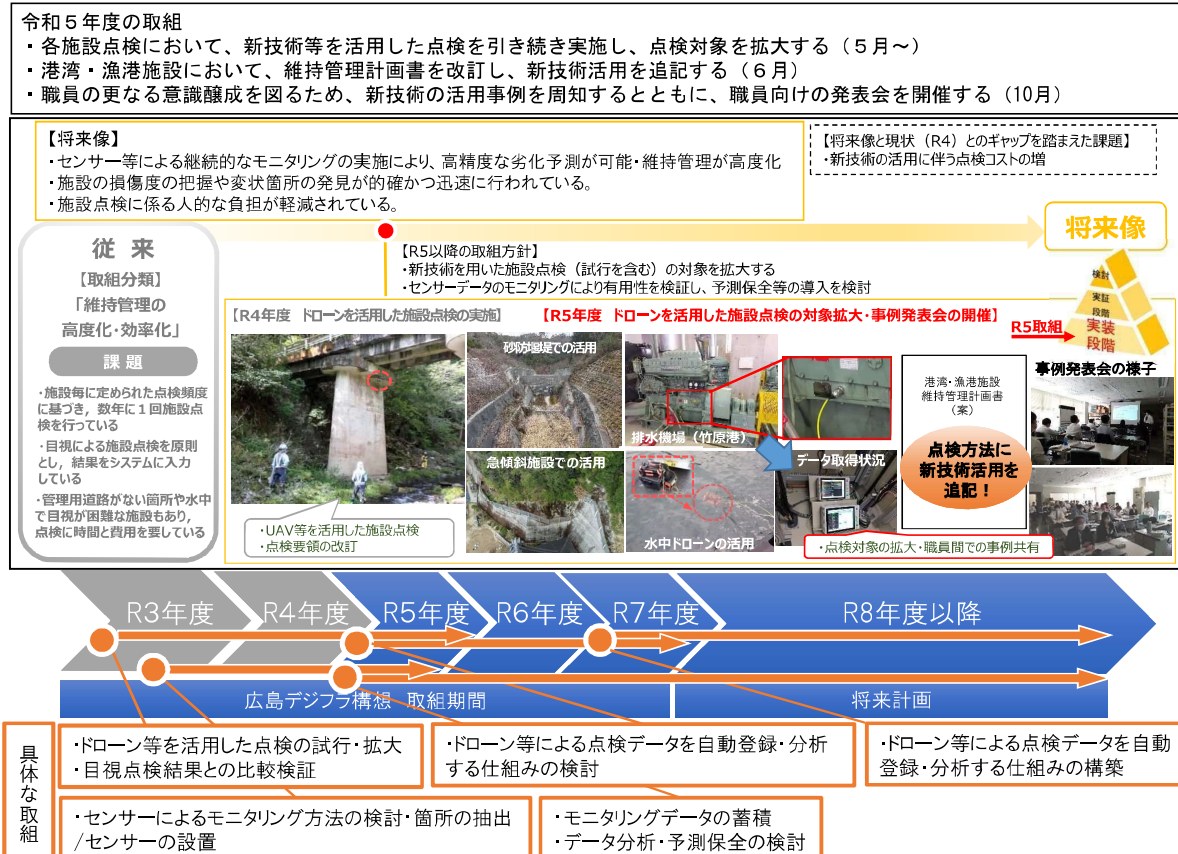 令和５年度の取組
・各施設点検において、新技術等を活用した点検を引き続き実施し、点検対象を拡大する（５月～）
・港湾・漁港施設において、維持管理計画書を改訂し、新技術活用を追記する（６月）
・職員の更なる意識醸成を図るため、新技術の活用事例を周知するとともに、職員向けの発表会を開催する（10月）
【将来像】
・センサー等による継続的なモニタリングの実施により、高精度な劣化予測が可能・維持管理が高度化
・施設の損傷度の把握や変状箇所の発見が的確かつ迅速に行われている。
・施設点検に係る人的な負担が軽減されている。
【将来像と現状（R4）とのギャップを踏まえた課題】
・新技術の活用に伴う点検コストの増
将来像
従 来
【取組分類】
「維持管理の
高度化・効率化」
課 題
・施設毎に定められた点検頻度
に基づき，数年に１回施設点
検を行っている
・目視による施設点検を原則
とし，結果をシステムに入力
している
・管理用道路がない箇所や水中
で目視が困難な施設もあり，
点検に時間と費用を要している
【R5以降の取組方針】
・新技術を用いた施設点検（試行を含む）の対象を拡大する
・センサーデータのモニタリングにより有用性を検証し、予測保全等の導入を検討
検討
実証
段階
実装
段階
R5取組
【R4年度 ドローンを活用した施設点検の実施】
【R5年度 ドローンを活用した施設点検の対象拡大・事例発表会の開催】
砂防堰堤での活用
急傾斜施設での活用
排水機場（竹原港）
水中ドローンの活用
データ取得状況
港湾・漁港施設
維持管理計画書
（案）
点検方法に
新技術活用を
追記！
事例発表会の様子
・UAV等を活用した施設点検
・点検要領の改訂
・点検対象の拡大・職員間での事例共有
R3年度
R4年度
R5年度
R6年度
R7年度
R8年度以降
広島デジフラ構想 取組期間
将来計画
具体な取組
・ドローン等を活用した点検の試行・拡大
・目視点検結果との比較検証
・ドローン等による点検データを自動登録・分析
する仕組みの検討
・ドローン等による点検データを自動
登録・分析する仕組みの構築
・センサーによるモニタリング方法の検討・箇所の抽出
/センサーの設置
・モニタリングデータの蓄積
・データ分析・予測保全の検討